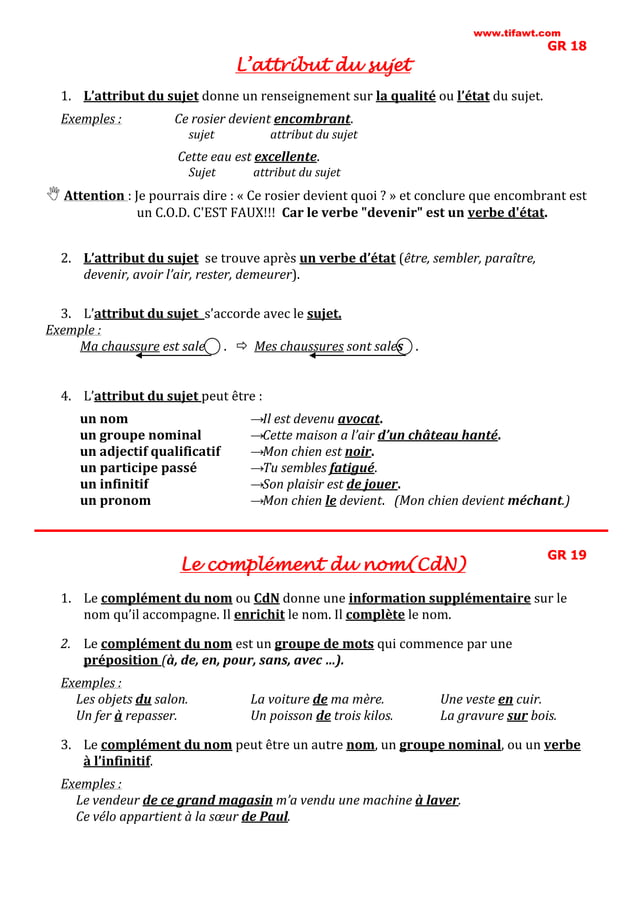 www.tifawt.com
GR 18
L'attribut du sujet
1. L'attribut du sujet donne un renseignement sur la qualité ou l'état du sujet.
Exemples : Ce rosier devient encombrant.
sujet attribut du sujet
Cette eau est excellente.
Sujet attribut du sujet
Attention : Je pourrais dire : « Ce rosier devient quoi ? » et conclure que encombrant est
un C.O.D. C'EST FAUX!!! Car le verbe "devenir" est un verbe d'état.
2. L'attribut du sujet se trouve après un verbe d'état (être, sembler, paraître,
devenir, avoir l'air, rester, demeurer).
3. L'attribut du sujet s'accorde avec le sujet.
Exemple :
Ma chaussure est sale . ⇨ Mes chaussures sont sales .
4. L'attribut du sujet peut être :
un nom →Il est devenu avocat.
un groupe nominal →Cette maison a l'air d'un château hanté.
un adjectif qualificatif →Mon chien est noir.
un participe passé →Tu sembles fatigué.
un infinitif →Son plaisir est de jouer.
un pronom →Mon chien le devient. (Mon chien devient méchant.)
GR 19
Le complément du nom(CdN)
1. Le complément du nom ou CdN donne une information supplémentaire sur le
nom qu'il accompagne. Il enrichit le nom. Il complète le nom.
2. Le complément du nom est un groupe de mots qui commence par une
préposition (à, de, en, pour, sans, avec ...).
Exemples :
Les objets du salon. La voiture de ma mère. Une veste en cuir.
Un fer à repasser. Un poisson de trois kilos. La gravure sur bois.
3. Le complément du nom peut être un autre nom, un groupe nominal, ou un verbe
à l'infinitif.
Exemples :
Le vendeur de ce grand magasin m'a vendu une machine à laver.
Ce vélo appartient à la sœur de Paul.